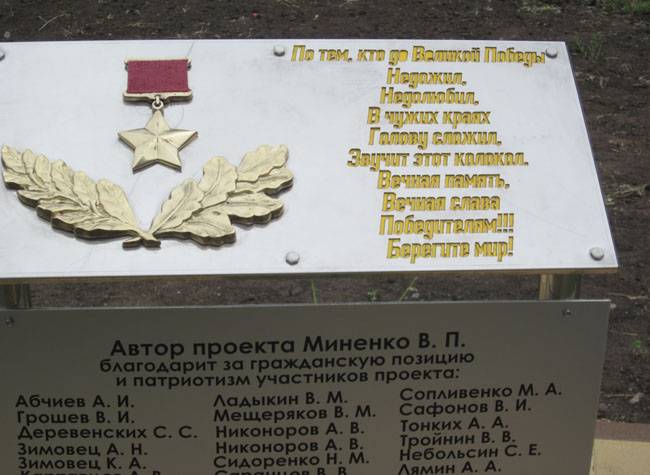 По тем, кто до Великой Победы
Недожил,
Недолюбил,
В чужих краях
Голову сложил,
Звучит этот колокол.
Вечная память,
Вечная слава
Победителям!!!
Берегите мир!
Автор проекта Миненко В. П.
благодарит за гражданскую позицию
и патриотизм участников проекта:
Абчиев А. И.
Грошев В. И.
Деревенских С. С.
Зимовец А. Н.
Зимовец К. А.
Ладыкин В. М.
Мещеряков В. М.
Никоноров А. В.
Никоноров А. В.
Сидоренко Н. М.
Сопливенко М. А.
Сафонов В. И.
Тонких А. А.
Тройнин В. В.
Небольсин С. Е.
Лямин А. А.